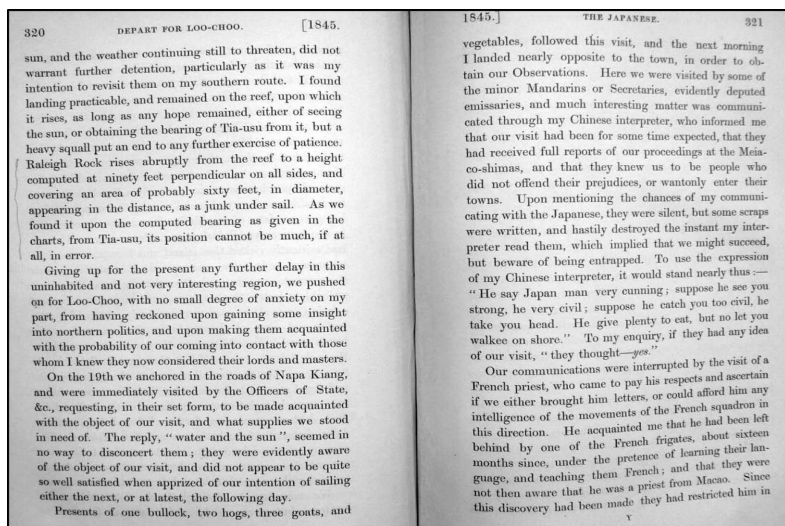 320 DEPART FOR LOO-CHOO. [1845.
sun, and the weather continuing still to threaten, did not
warrant further detention, particularly as it was my
intention to revisit them on my southern route. I found
landing practicable, and remained on the reef, upon which
it rises, as long as any hope remained, either of seeing
the sun, or obtaining the bearing of Tia-usu from it, but a
heavy squall put an end to any further exercise of patience.
Raleigh Rock rises abruptly from the reef to a height
computed at ninety feet perpendicular on all sides, and
covering an area of probably sixty feet, in diameter,
appearing in the distance, as a junk under sail. As we
found it upon the computed bearing as given in the
charts, from Tia-usu, its position cannot be much, if at
all, in error.
Giving up for the present any further delay in this
uninhabited and not very interesting region, we pushed
on for Loo-Choo, with no small degree of anxiety on my
part, from having reckoned upon gaining some insight
into northern politics, and upon making them acquainted
with the probability of our coming into contact with those
whom I knew they now considered their lords and masters.
On the 19th we anchored in the roads of Napa Kiang,
and were immediately visited by the Officers of State,
&c., requesting, in their set form, to be made acquainted
with the object of our visit, and what supplies we stood
in need of. The reply, “ water and the sun ”, seemed in
no way to disconcert them; they were evidently aware
of the object of our visit, and did not appear to be quite
so well satisfied when apprized of our intention of sailing
either the next, or at latest, the following day.
Presents of one bullock, two hogs, three goats, and
1845.] THE JAPANESE. 321
vegetables, followed this visit, and the next morning
I landed nearly opposite to the town, in order to ob-
tain our Observations. Here we were visited by some of
the minor Mandarins or Secretaries, evidently deputed
emissaries, and much interesting matter was communi-
cated through my Chinese interpreter, who informed me
that our visit had been for some time expected, that they
had received full reports of our proceedings at the Meia-
co-shimas, and that they knew us to be people who
did not offend their prejudices, or wantonly enter their
towns. Upon mentioning the chances of my communi-
cating with the Japanese, they were silent, but some scraps
were written, and hastily destroyed the instant my inter-
preter read them, which implied that we might succeed,
but beware of being entrapped. To use the expression
of my Chinese interpreter, it would stand nearly thus :—
“ He say Japan man very cunning; suppose he see you
strong, he very civil; suppose he catch you too civil, he
take you head. He give plenty to eat, but no let you
walkee on shore.” To my enquiry, if they had any idea
of our visit, “ they thought—yes.”
Our communications were interrupted by the visit of a
French priest, who came to pay his respects and ascertain
if we either brought him letters, or could afford him any
intelligence of the movements of the French squadron in
this direction. He acquainted me that he had been left
behind by one of the French frigates, about sixteen
months since, under the pretence of learning their lan-
guage, and teaching them French; and that they were
not then aware that he was a priest from Macao. Since
this discovery had been made they had restricted him in
Y